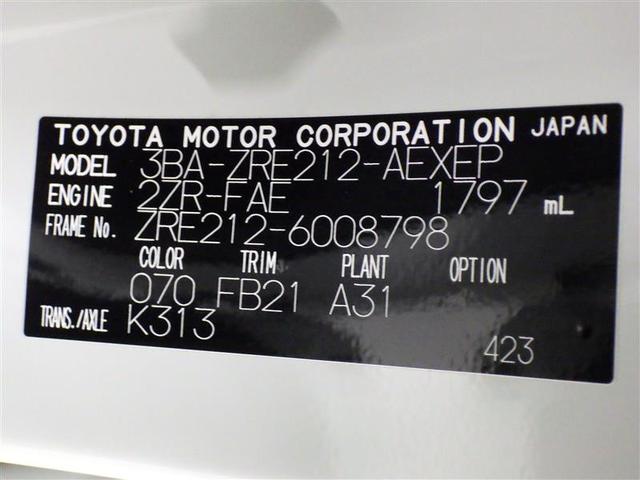 TOYOTA MOTOR CORPORATION JAPAN
MODEL 3BA-ZRE212-AEXEP
ENGINE 2ZR-FAE 1797 mL
FRAME No. ZRE212-6008798
COLOR TRIM PLANT OPTION
070 FB21 A31
TRANS./AXLE K313
423